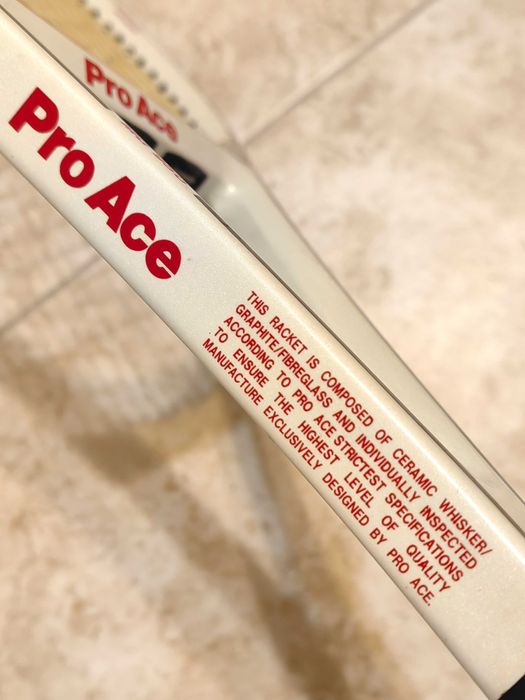 Pro Ace
Pro Ace
THIS RACKET IS COMPOSED OF CERAMIC WHISKER/
GRAPHITE/FIBREGLASS AND INDIVIDUALLY INSPECTED
ACCORDING TO PRO ACE STRICTEST SPECIFICATIONS
TO ENSURE THE HIGHEST LEVEL OF QUALITY
MANUFACTURE EXCLUSIVELY DESIGNED BY PRO ACE.